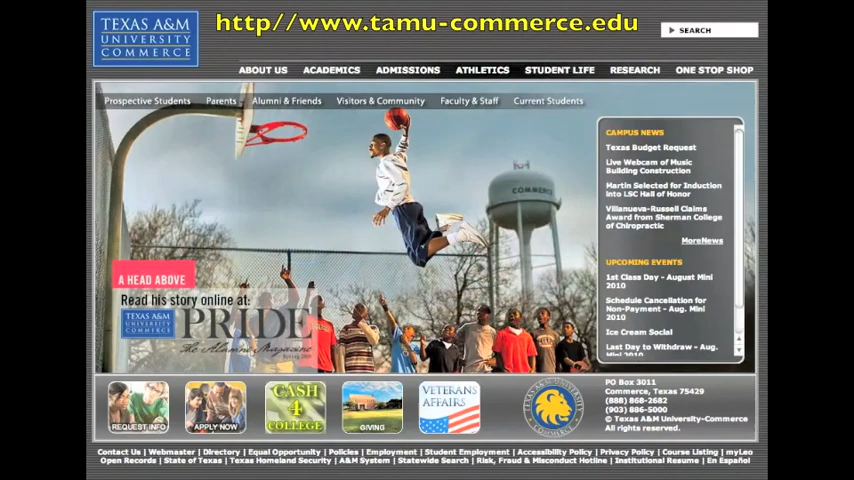 http//www.tamu-commerce.edu
TEXAS A&M
UNIVERSITY
COMMERCE
SEARCH
ABOUT US ACADEMICS ADMISSIONS ATHLETICS STUDENT LIFE RESEARCH ONE STOP SHOP
Prospective Students Parents Alumni & Friends Visitors & Community Faculty & Staff Current Students
COMMERCE
CAMPUS NEWS
Texas Budget Request
Live Webcam of Music
Building Construction
Martin Selected for Induction
into LSC Hall of Honor
Villanueva-Russell Claims
Award from Sherman College
of Chiropractic
MoreNews
UPCOMING EVENTS
1st Class Day - August Mini
2010
Schedule Cancellation for
Non-Payment - Aug. Mini
2010
Ice Cream Social
Last Day to Withdraw - Aug.
Mini 2010
A HEAD ABOVE
Read his story online at:
TEXAS A&M
UNIVERSITY
COMMERCE
PRIDE
The Alumni Magazine
REQUEST INFO
APPLY NOW
CASH
4
COLLEGE
GIVING
VETERANS
AFFAIRS
TEXAS A&M UNIVERSITY
COMMERCE
PO Box 3011
Commerce, Texas 75429
(888) 868-2682
(903) 886-5000
© Texas A&M University-Commerce
All rights reserved.
Contact Us | Webmaster | Directory | Equal Opportunity | Policies | Employment | Student Employment | Accessibility Policy | Privacy Policy | Course Listing | myLeo
Open Records | State of Texas | Texas Homeland Security | A&M System | Statewide Search | Risk, Fraud & Misconduct Hotline | Institutional Resume | En Español